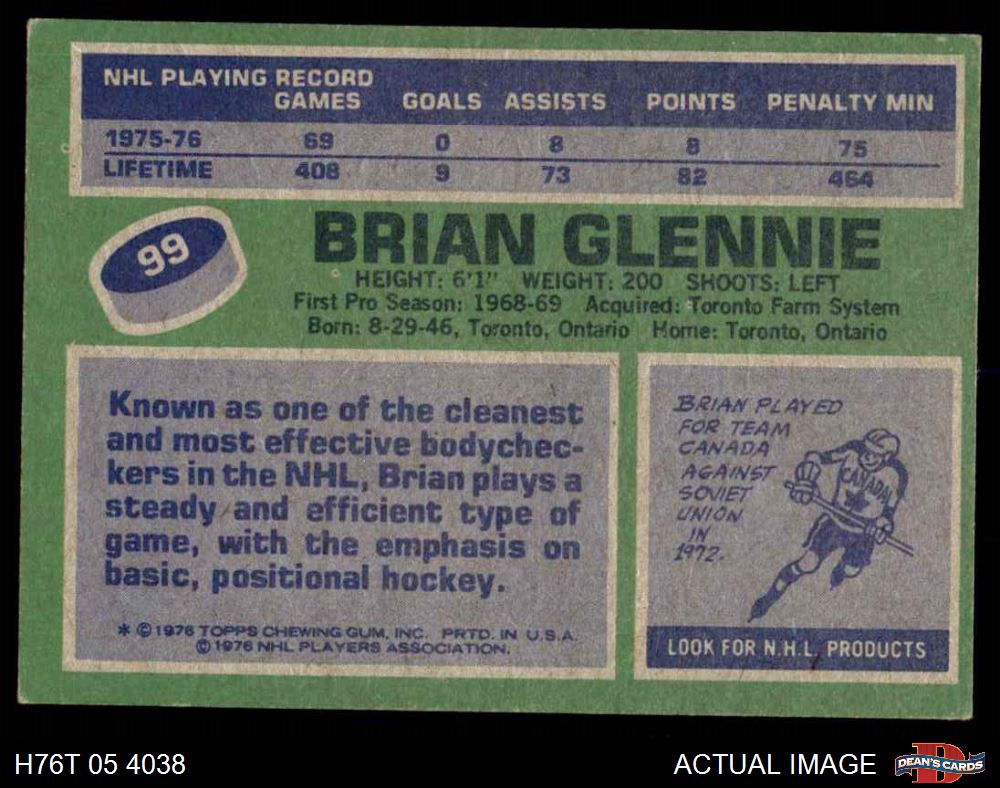 NHL PLAYING RECORD
GAMES GOALS ASSISTS POINTS PENALTY MIN
1975-76 69 0 8 8 75
LIFETIME 408 9 73 82 464
99
BRIAN GLENNIE
HEIGHT: 6'1" WEIGHT: 200 SHOOTS: LEFT
First Pro Season: 1968-69 Acquired: Toronto Farm System
Born: 8-29-46, Toronto, Ontario Home: Toronto, Ontario
Known as one of the cleanest
and most effective bodychec-
kers in the NHL, Brian plays a
steady and efficient type of
game, with the emphasis on
basic, positional hockey.
* © 1976 TOPPS CHEWING GUM, INC. PRTD. IN U.S.A.
© 1976 NHL PLAYERS ASSOCIATION.
BRIAN PLAYED
FOR TEAM
CANADA
AGAINST
SOVIET
UNION
IN
1972.
CANADA
LOOK FOR N.H.L. PRODUCTS
H76T 05 4038
ACTUAL IMAGE
DEAN'S CARDS